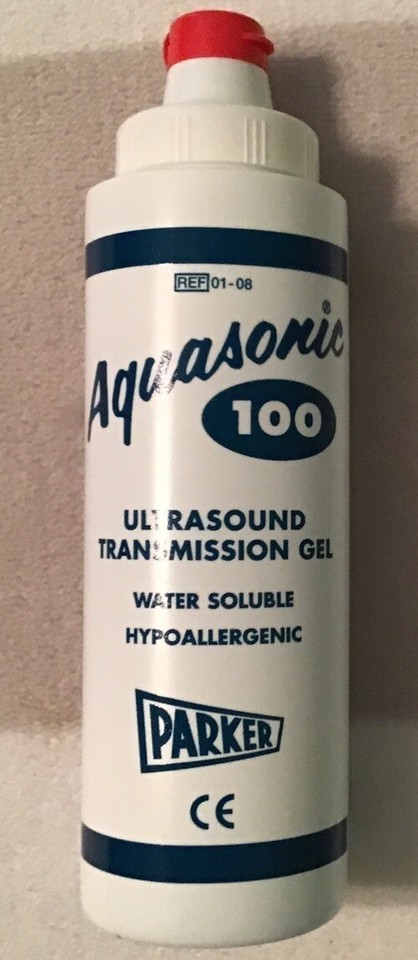 REF 01-08
Aquasonic®
100
ULTRASOUND
TRANSMISSION GEL
WATER SOLUBLE
HYPOALLERGENIC
PARKER
CE